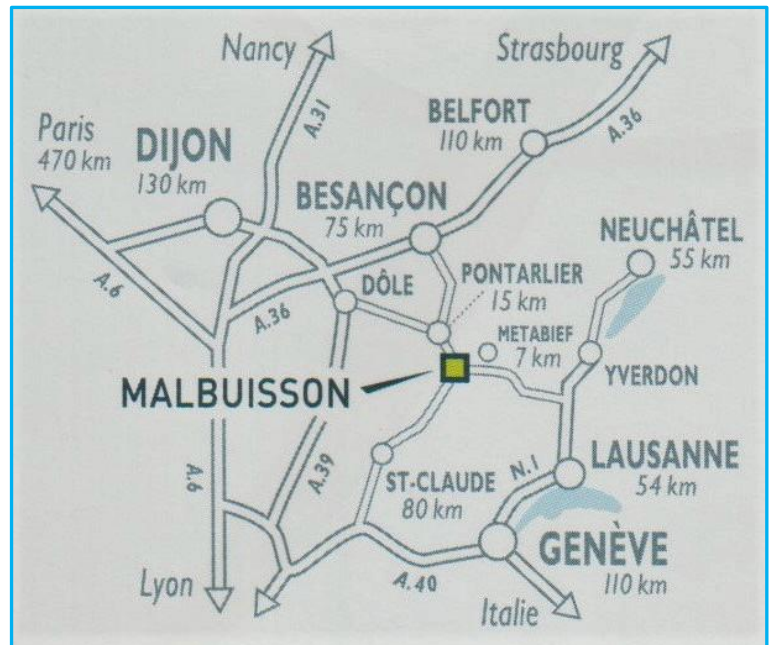 Nancy
Strasbourg
Paris
470 km
DIJON
130 km
A.31
BELFORT
110 km
A.36
BESANÇON
75 km
NEUCHÂTEL
55 km
A.6
DÔLE
PONTARLIER
15 km
A.36
METABIEF
7 km
YVERDON
MALBUISSON
A.6
A.39
ST-CLAUDE
80 km
N.1
LAUSANNE
54 km
GENÈVE
110 km
Lyon
A.40
Italie